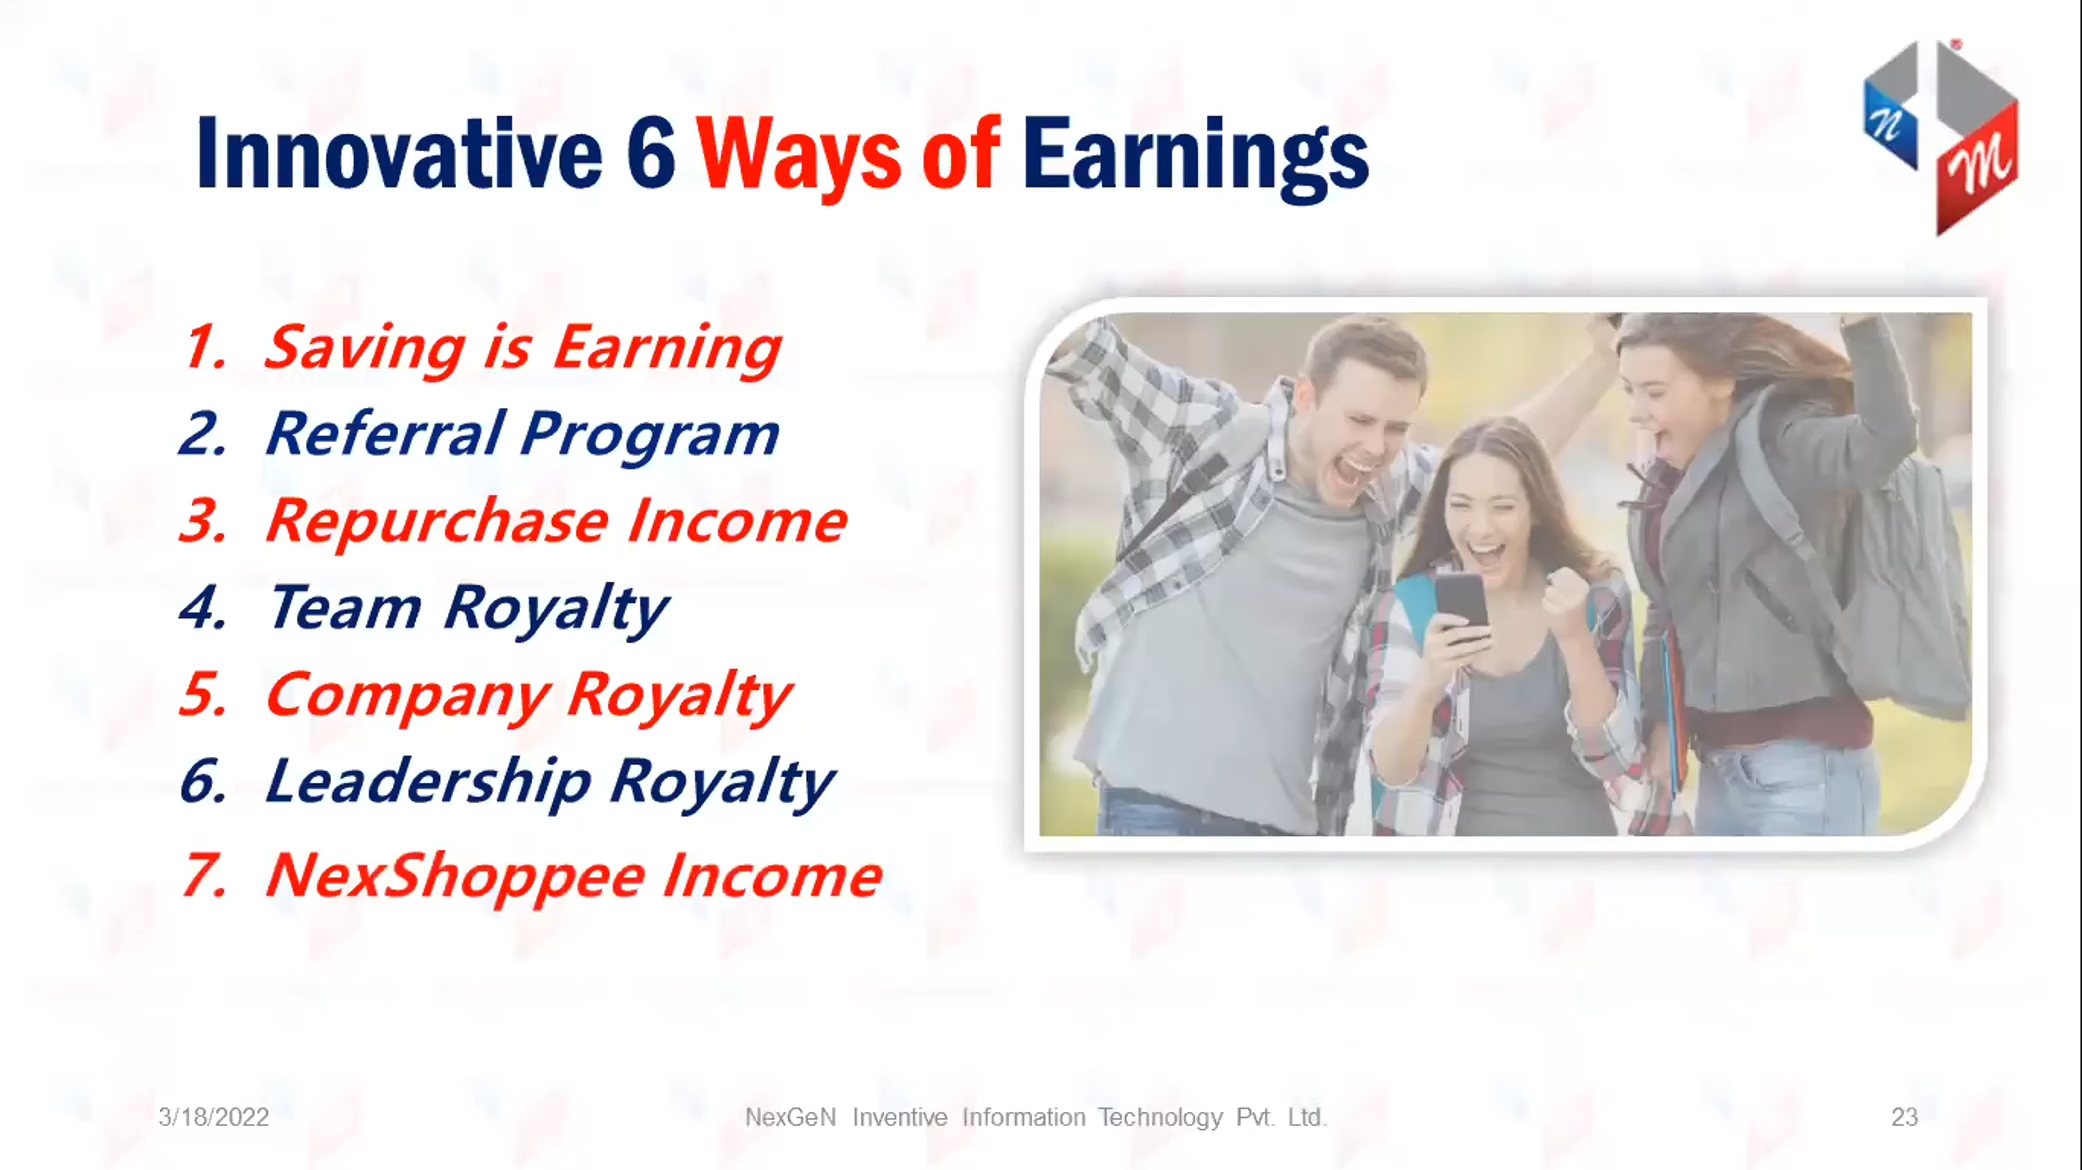 Innovative 6 Ways of Earnings
n
M
1. Saving is Earning
2. Referral Program
3. Repurchase Income
4. Team Royalty
5. Company Royalty
6. Leadership Royalty
7. NexShoppee Income
3/18/2022
NexGeN Inventive Information Technology Pvt. Ltd.
23